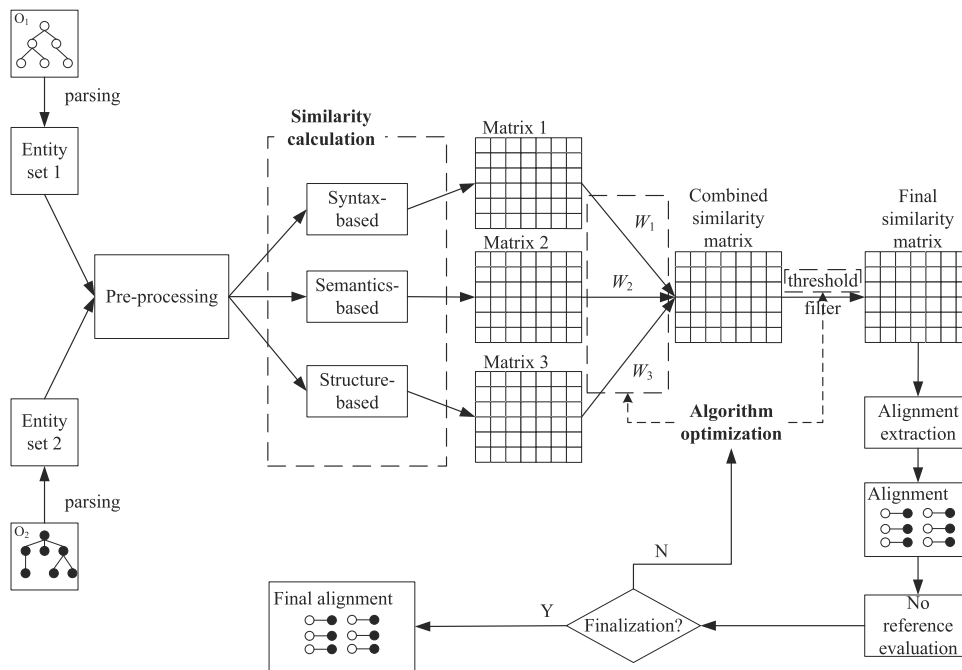 O1
parsing
Entity
set 1
Pre-processing
Entity
set 2
parsing
O2
Similarity
calculation
Syntax-
based
Semantics-
based
Structure-
based
Matrix 1
Matrix 2
Matrix 3
W1
W2
W3
Combined
similarity
matrix
threshold
filter
Final
similarity
matrix
Algorithm
optimization
Alignment
extraction
Alignment
No
reference
evaluation
Finalization?
N
Y
Final alignment